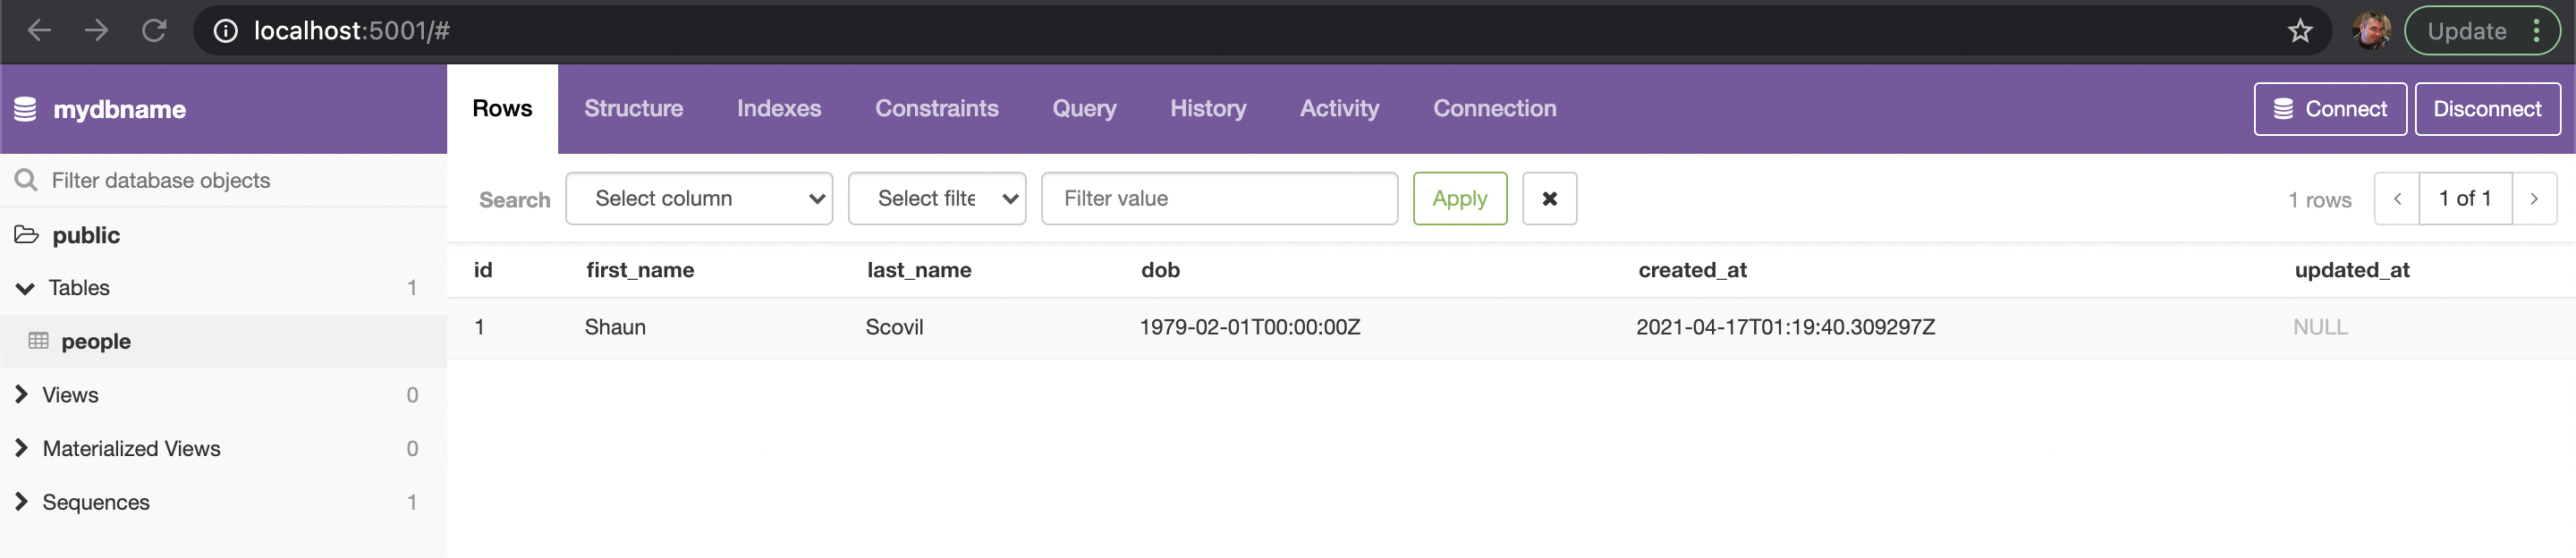 localhost:5001/#
Update
mydbname
Rows Structure Indexes Constraints Query History Activity Connection
Connect Disconnect
Filter database objects
Search Select column Select filte Filter value Apply
1 rows 1 of 1
public
Tables 1
people
Views 0
Materialized Views 0
Sequences 1
id first_name last_name dob created_at updated_at
1 Shaun Scovil 1979-02-01T00:00:00Z 2021-04-17T01:19:40.309297Z NULL